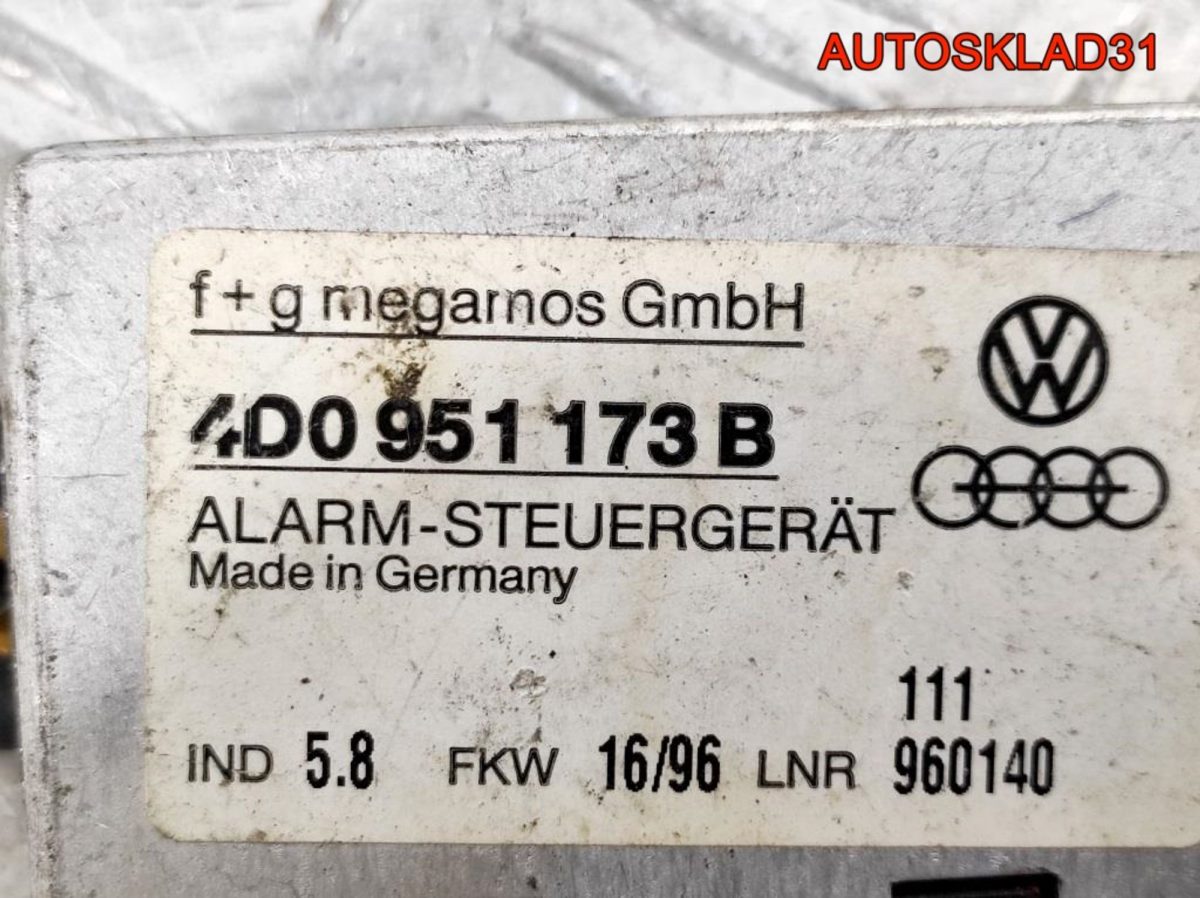 AUTOSKLAD31
f+g megamos GmbH
4D0 951 173 B
ALARM-STEUERGERÄT
Made in Germany
111
IND 5.8 FKW 16/96 LNR 960140